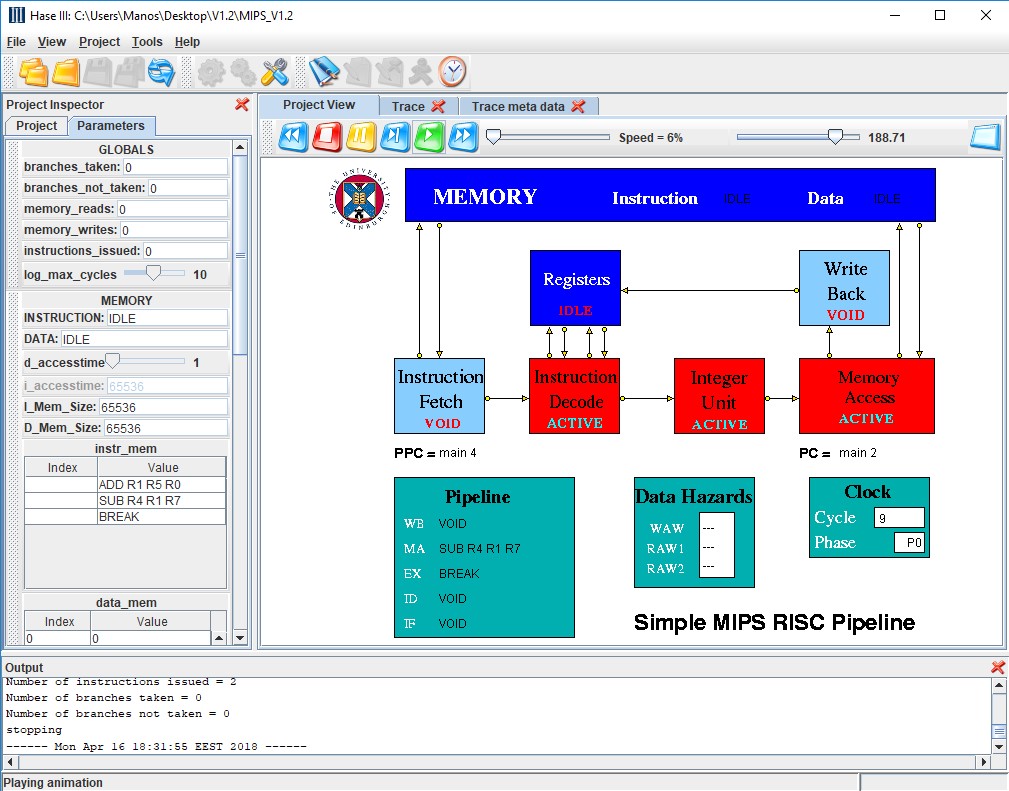 Hase III: C:\Users\Manos\Desktop\V1.2\MIPS_V1.2
File View Project Tools Help
Project Inspector
Project Parameters
GLOBALS
branches_taken: 0
branches_not_taken: 0
memory_reads: 0
memory_writes: 0
instructions_issued: 0
log_max_cycles 10
MEMORY
INSTRUCTION: IDLE
DATA: IDLE
d_accesstime 1
i_accesstime: 65536
I_Mem_Size: 65536
D_Mem_Size: 65536
instr_mem
Index Value
ADD R1 R5 R0
SUB R4 R1 R7
BREAK
data_mem
Index Value
0 0
Project View Trace Trace meta data
Speed = 6% 188.71
THE UNIVERSITY OF EDINBURGH
MEMORY Instruction IDLE Data IDLE
Registers
IDLE
Write
Back
VOID
Instruction
Fetch
VOID
Instruction
Decode
ACTIVE
Integer
Unit
ACTIVE
Memory
Access
ACTIVE
PPC = main 4
PC = main 2
Pipeline
WB VOID
MA SUB R4 R1 R7
EX BREAK
ID VOID
IF VOID
Data Hazards
WAW ---
RAW1 ---
RAW2 ---
Clock
Cycle 9
Phase P0
Simple MIPS RISC Pipeline
Output
Number of instructions issued = 2
Number of branches taken = 0
Number of branches not taken = 0
stopping
------ Mon Apr 16 18:31:55 EEST 2018 ------
Playing animation